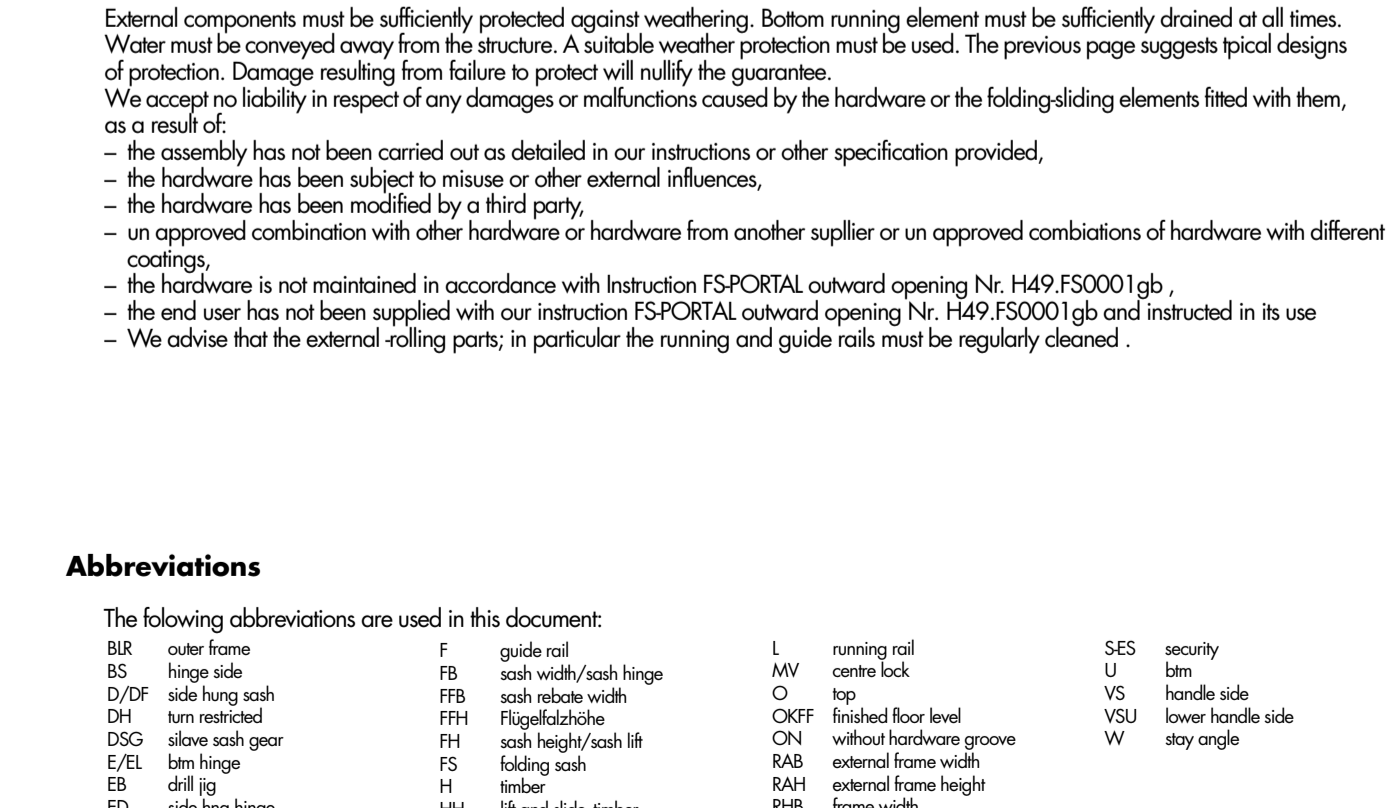 External components must be sufficiently protected against weathering. Bottom running element must be sufficiently drained at all times.
Water must be conveyed away from the structure. A suitable weather protection must be used. The previous page suggests tpical designs
of protection. Damage resulting from failure to protect will nullify the guarantee.
We accept no liability in respect of any damages or malfunctions caused by the hardware or the folding-sliding elements fitted with them,
as a result of:
– the assembly has not been carried out as detailed in our instructions or other specification provided,
– the hardware has been subject to misuse or other external influences,
– the hardware has been modified by a third party,
– un approved combination with other hardware or hardware from another supllier or un approved combiations of hardware with different
coatings,
– the hardware is not maintained in accordance with Instruction FS-PORTAL outward opening Nr. H49.FS0001gb ,
– the end user has not been supplied with our instruction FS-PORTAL outward opening Nr. H49.FS0001gb and instructed in its use
– We advise that the external -rolling parts; in particular the running and guide rails must be regularly cleaned .
Abbreviations
The folowing abbreviations are used in this document:
BLR outer frame
BS hinge side
D/DF side hung sash
DH turn restricted
DSG silave sash gear
E/EL btm hinge
EB drill jig
ED side hng hinge
F guide rail
FB sash width/sash hinge
FFB sash rebate width
FFH Flügelfalzhöhe
FH sash height/sash lift
FS folding sash
H timber
HH lift and slide-timber
L running rail
MV centre lock
O top
OKFF finished floor level
ON without hardware groove
RAB external frame width
RAH external frame height
RHB frame width
S-ES security
U btm
VS handle side
VSU lower handle side
W stay angle